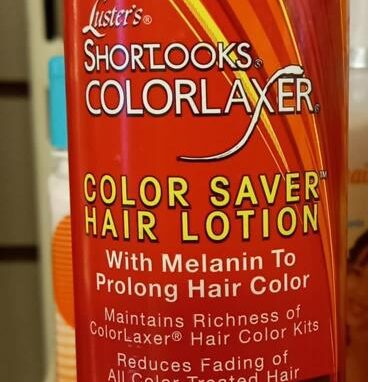 Luster's®
SHORTLOOKS®
COLORLAXER®
COLOR SAVER™
HAIR LOTION
With Melanin To
Prolong Hair Color
Maintains Richness of
ColorLaxer® Hair Color Kits
Reduces Fading of
All Color Treated Hair